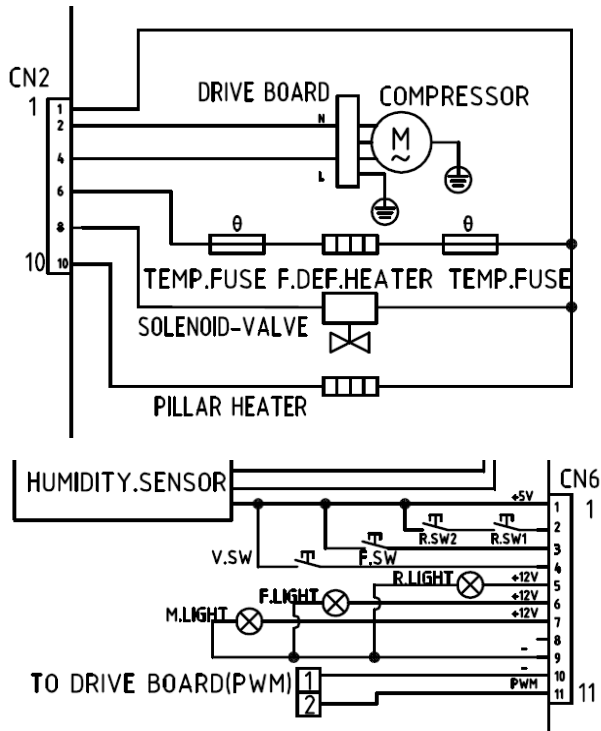 CN2
1
1
2
4
6
8
10
10
DRIVE BOARD
COMPRESSOR
N
L
M
~
θ
θ
TEMP.FUSE F.DEF.HEATER TEMP.FUSE
SOLENOID-VALVE
PILLAR HEATER
HUMIDITY.SENSOR
CN6
+5V
1
1
2
R.SW2
R.SW1
3
V.SW
F.SW
4
R.LIGHT
+12V
5
F.LIGHT
+12V
6
M.LIGHT
+12V
7
8
-
9
-
10
TO DRIVE BOARD(PWM)
1
2
PWM
11
11